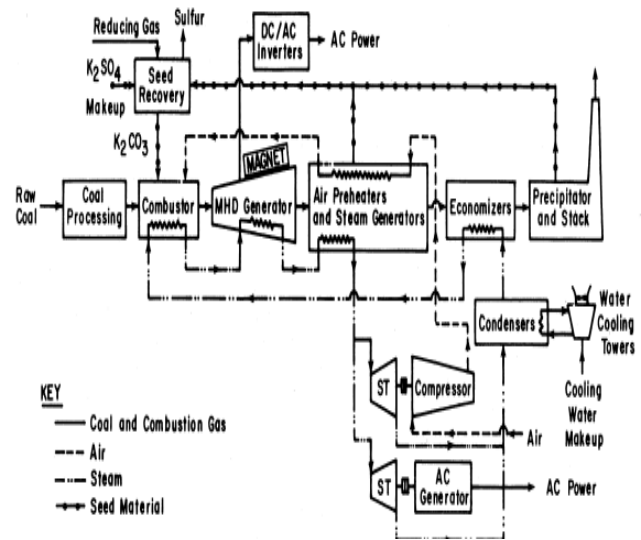 Reducing Gas
Sulfur
DC/AC
Inverters
AC Power
K2SO4
Makeup
Seed
Recovery
K2CO3
MAGNET
Raw
Coal
Coal
Processing
Combustor
MHD Generator
Air Preheaters
and Steam Generators
Economizers
Precipitator
and Stack
Condensers
Water
Cooling
Towers
Cooling
Water
Makeup
ST
Compressor
Air
ST
AC
Generator
AC Power
KEY
Coal and Combustion Gas
Air
Steam
Seed Material